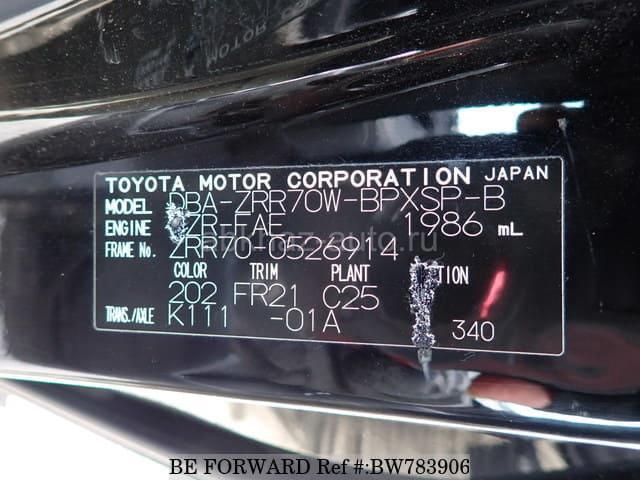 TOYOTA MOTOR CORPORATION JAPAN
MODEL DBA-ZRR70W-BPXSP-B
ENGINE ZR-FAE 1986 mL
FRAME No. ZRR70-0526914
COLOR TRIM PLANT
202 FR21 C25
TRANS./AXLE K111 -01A 340
BE FORWARD Ref #:BW783906